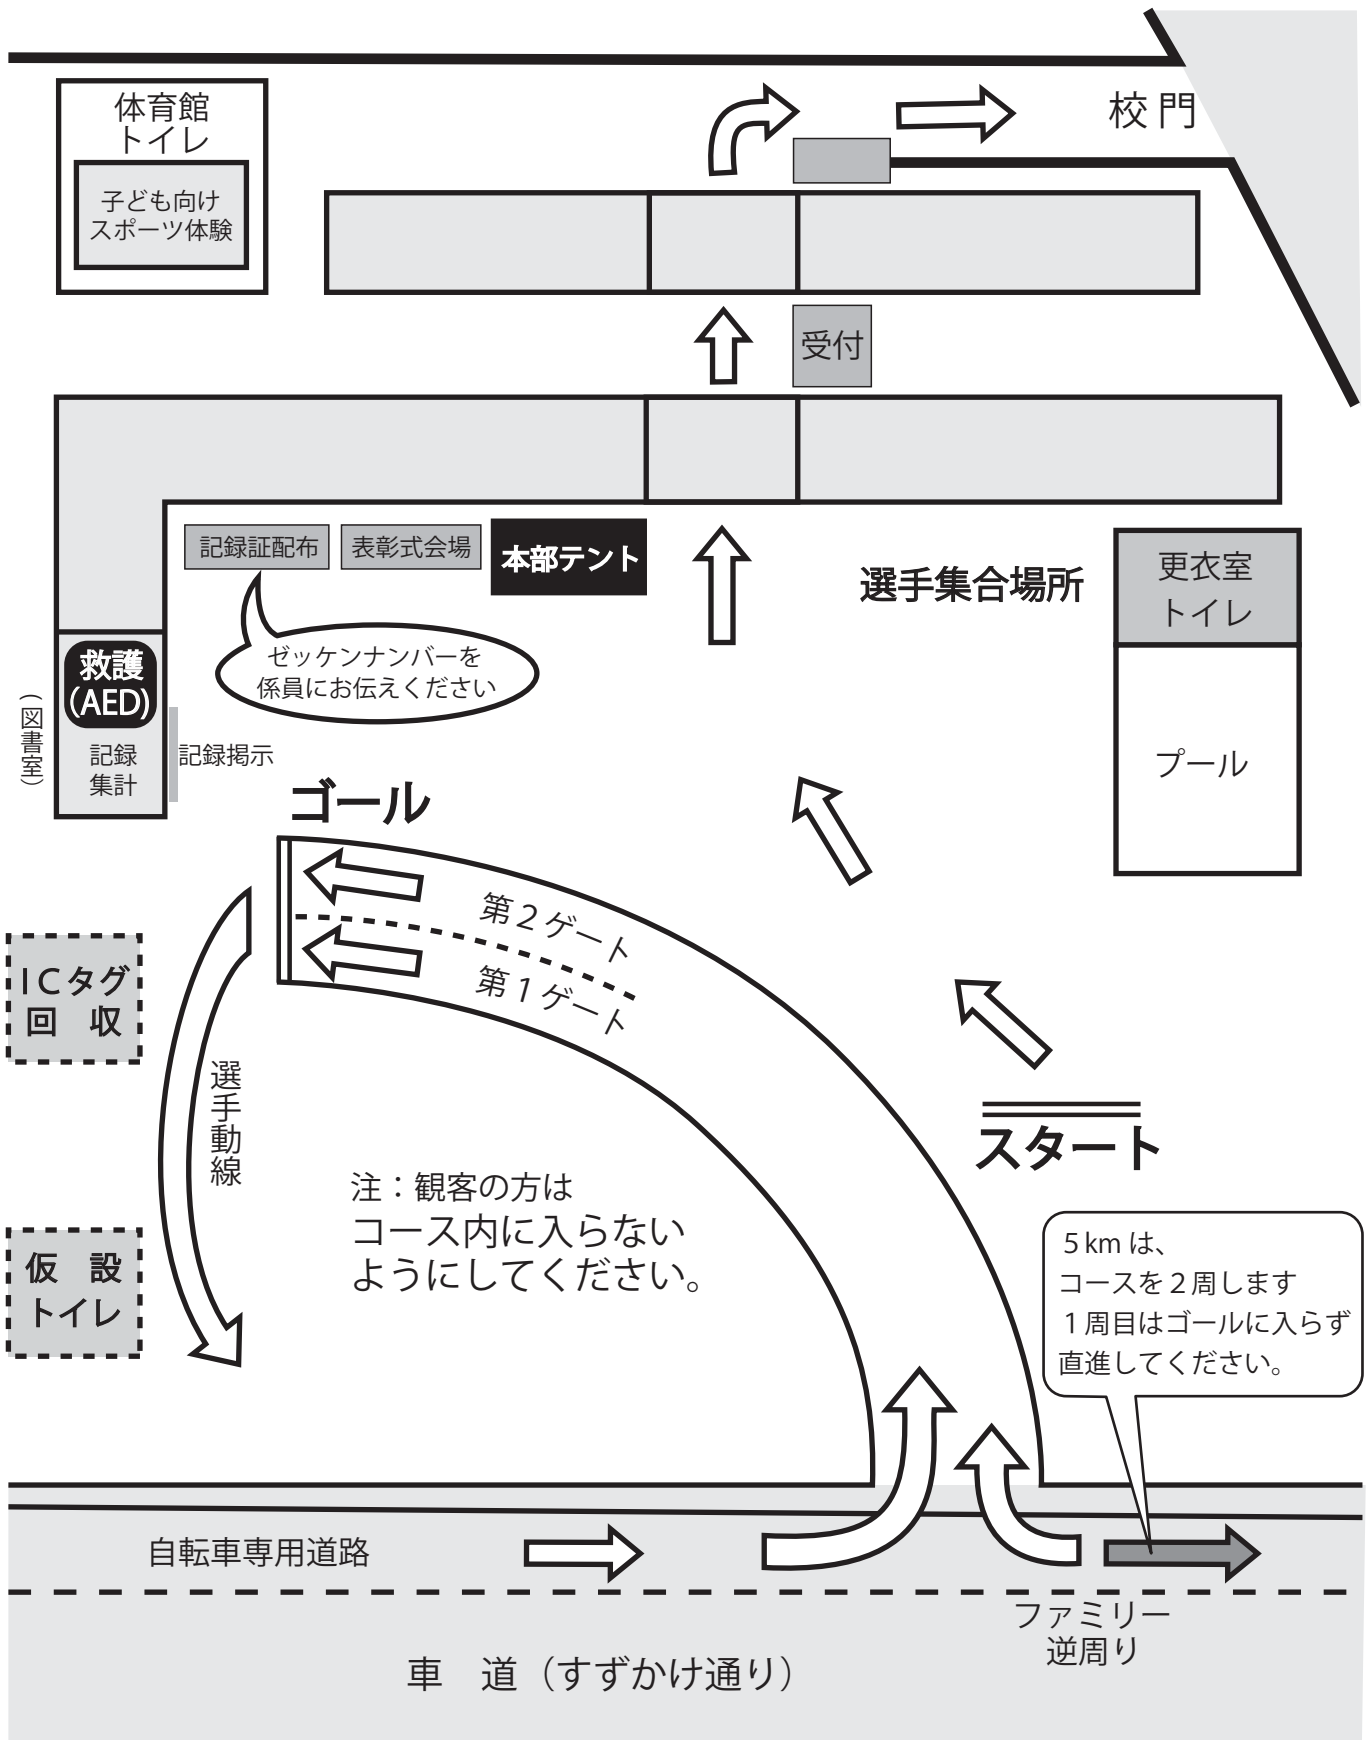 校門
体育館
トイレ
子ども向け
スポーツ体験
受付
記録証配布
表彰式会場
本部テント
選手集合場所
更衣室
トイレ
ゼッケンナンバーを
係員にお伝えください
救護
(AED)
(図書室)
記録
集計
記録掲示
プール
ゴール
第2ゲート
第1ゲート
ICタグ
回　収
選手動線
スタート
注：観客の方は
コース内に入らない
ようにしてください。
仮　設
トイレ
5 km は、
コースを２周します
１周目はゴールに入らず
直進してください。
自転車専用道路
ファミリー
逆周り
車　道（すずかけ通り）